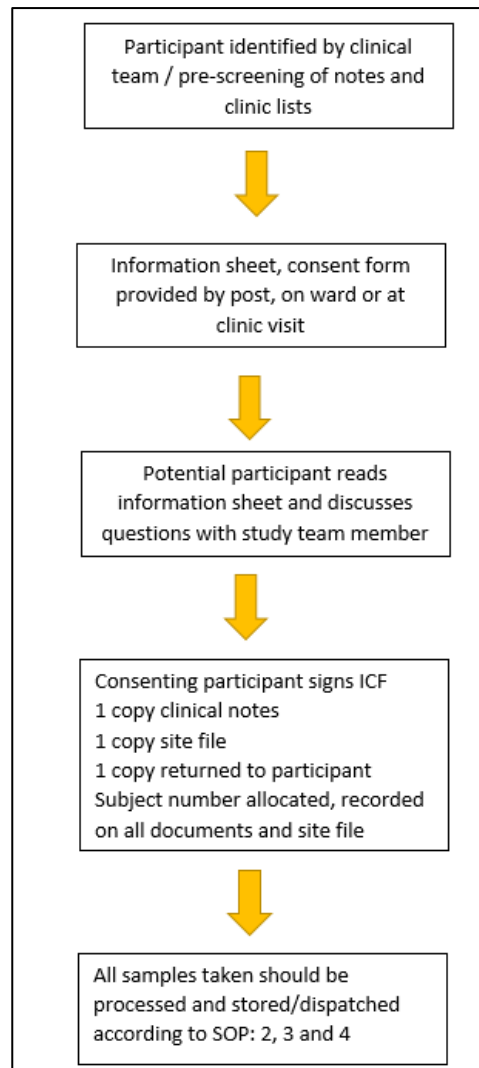 Participant identified by clinical
team / pre-screening of notes and
clinic lists
Information sheet, consent form
provided by post, on ward or at
clinic visit
Potential participant reads
information sheet and discusses
questions with study team member
Consenting participant signs ICF
1 copy clinical notes
1 copy site file
1 copy returned to participant
Subject number allocated, recorded
on all documents and site file
All samples taken should be
processed and stored/dispatched
according to SOP: 2, 3 and 4